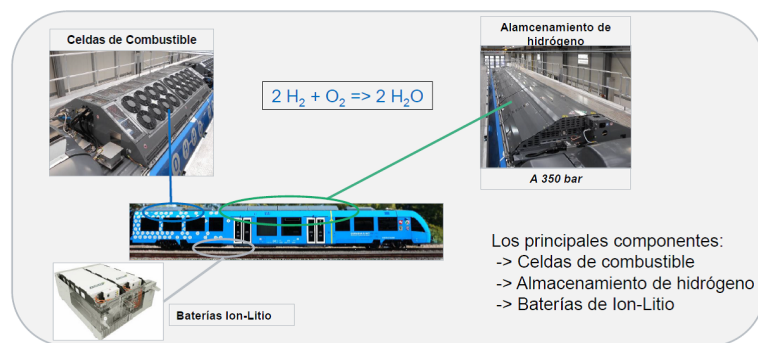 Celdas de Combustible
Alamcenamiento de
hidrógeno
2 H₂ + O₂ => 2 H₂O
A 350 bar
Los principales componentes:
-> Celdas de combustible
-> Almacenamiento de hidrógeno
-> Baterías de Ion-Litio
Baterías Ion-Litio